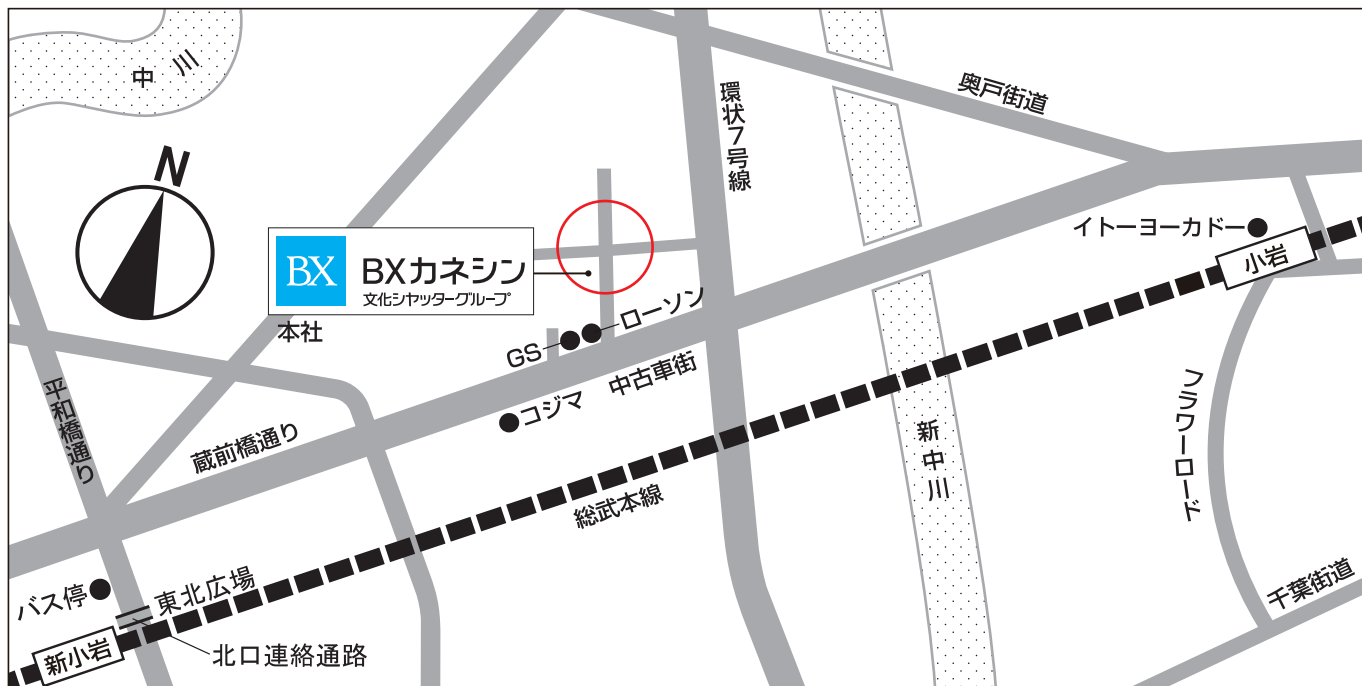 中川
奥戸街道
環状7号線
N
イトーヨーカドー
小岩
BX
BXカネシン
文化シヤッターグループ
本社
ローソン
GS
中古車街
コジマ
平和橋通り
蔵前橋通り
フラワーロード
新中川
総武本線
千葉街道
バス停
東北広場
北口連絡通路
新小岩